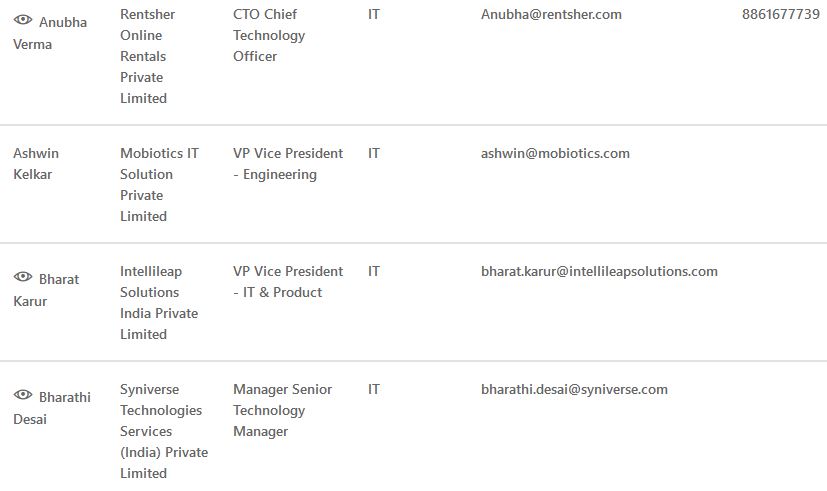 Anubha Verma	Rentsher Online Rentals Private Limited	CTO Chief Technology Officer	IT	Anubha@rentsher.com	8861677739
Ashwin Kelkar	Mobiotics IT Solution Private Limited	VP Vice President - Engineering	IT	ashwin@mobiotics.com
Bharat Karur	Intellileap Solutions India Private Limited	VP Vice President - IT & Product	IT	bharat.karur@intellileapsolutions.com
Bharathi Desai	Syniverse Technologies Services (India) Private Limited	Manager Senior Technology Manager	IT	bharathi.desai@syniverse.com